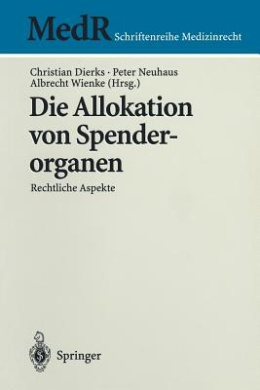 MedR Schriftenreihe Medizinrecht
Christian Dierks · Peter Neuhaus
Albrecht Wienke (Hrsg.)
Die Allokation
von Spender-
organen
Rechtliche Aspekte
Springer